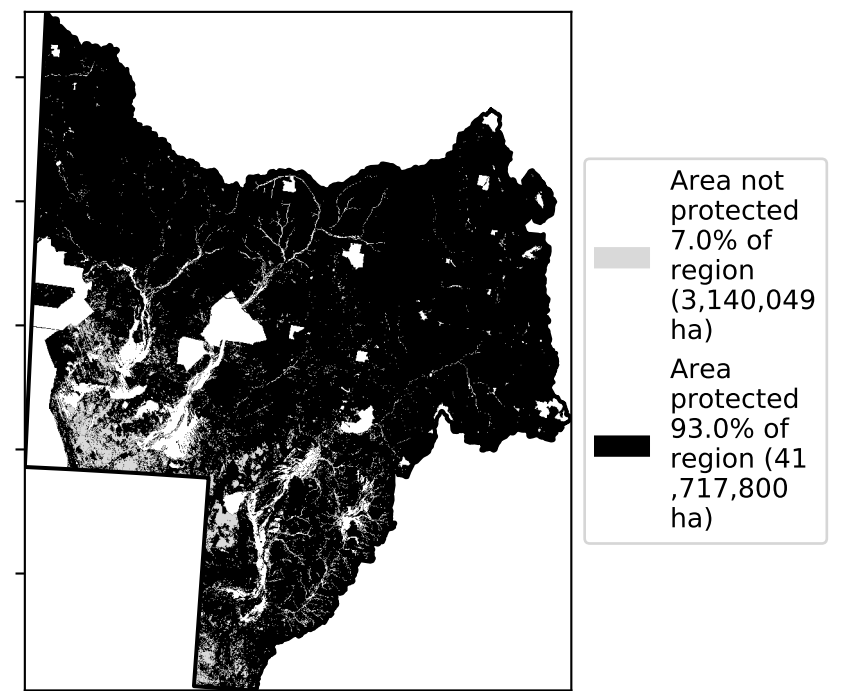 Area not
protected
7.0% of
region
(3,140,049
ha)
Area
protected
93.0% of
region (41
,717,800
ha)